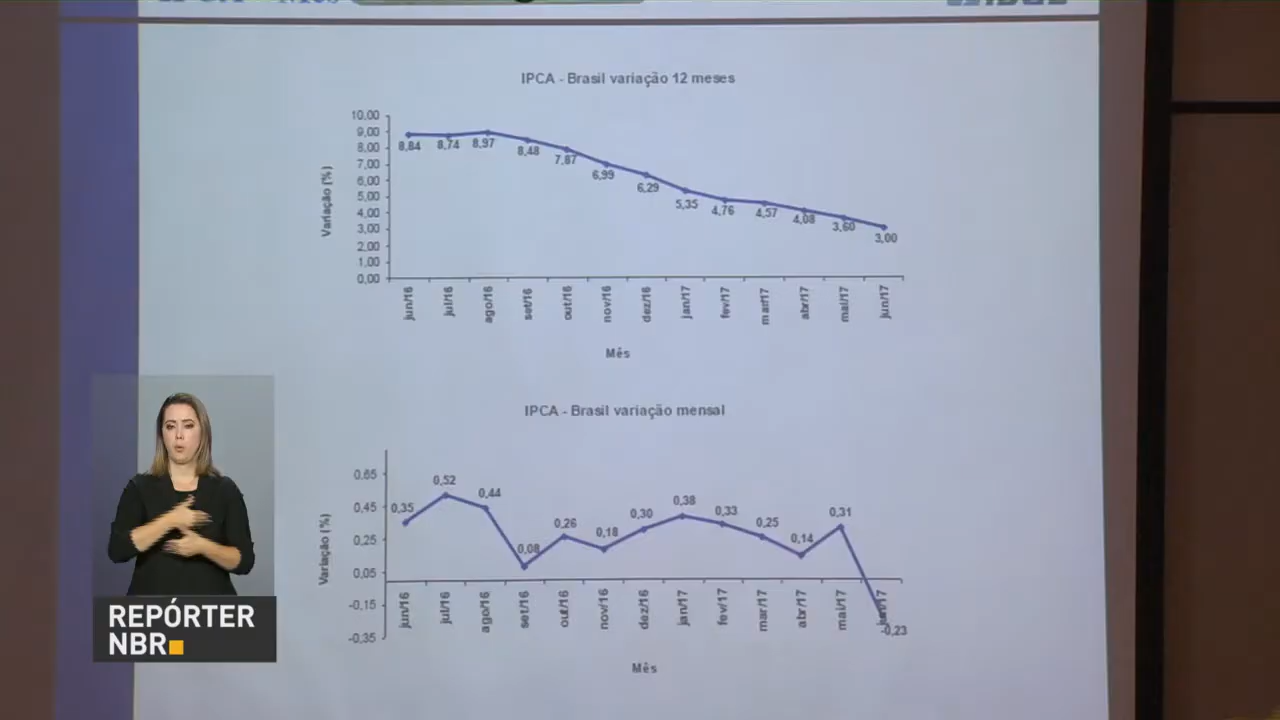 IPCA - Brasil variação 12 meses
Variação (%)
10,00
9,00
8,00
7,00
6,00
5,00
4,00
3,00
2,00
1,00
0,00
8,84 8,74 8,97 8,48 7,87 6,99 6,29 5,35 4,76 4,57 4,08 3,60 3,00
jun/16 jul/16 ago/16 set/16 out/16 nov/16 dez/16 jan/17 fev/17 mar/17 abr/17 mai/17 jun/17
Mês
IPCA - Brasil variação mensal
Variação (%)
0,65
0,45
0,25
0,05
-0,15
-0,35
0,35 0,52 0,44 0,08 0,26 0,18 0,30 0,38 0,33 0,25 0,14 0,31 -0,23
jun/16 jul/16 ago/16 set/16 out/16 nov/16 dez/16 jan/17 fev/17 mar/17 abr/17 mai/17 jun/17
Mês
REPÓRTER
NBR